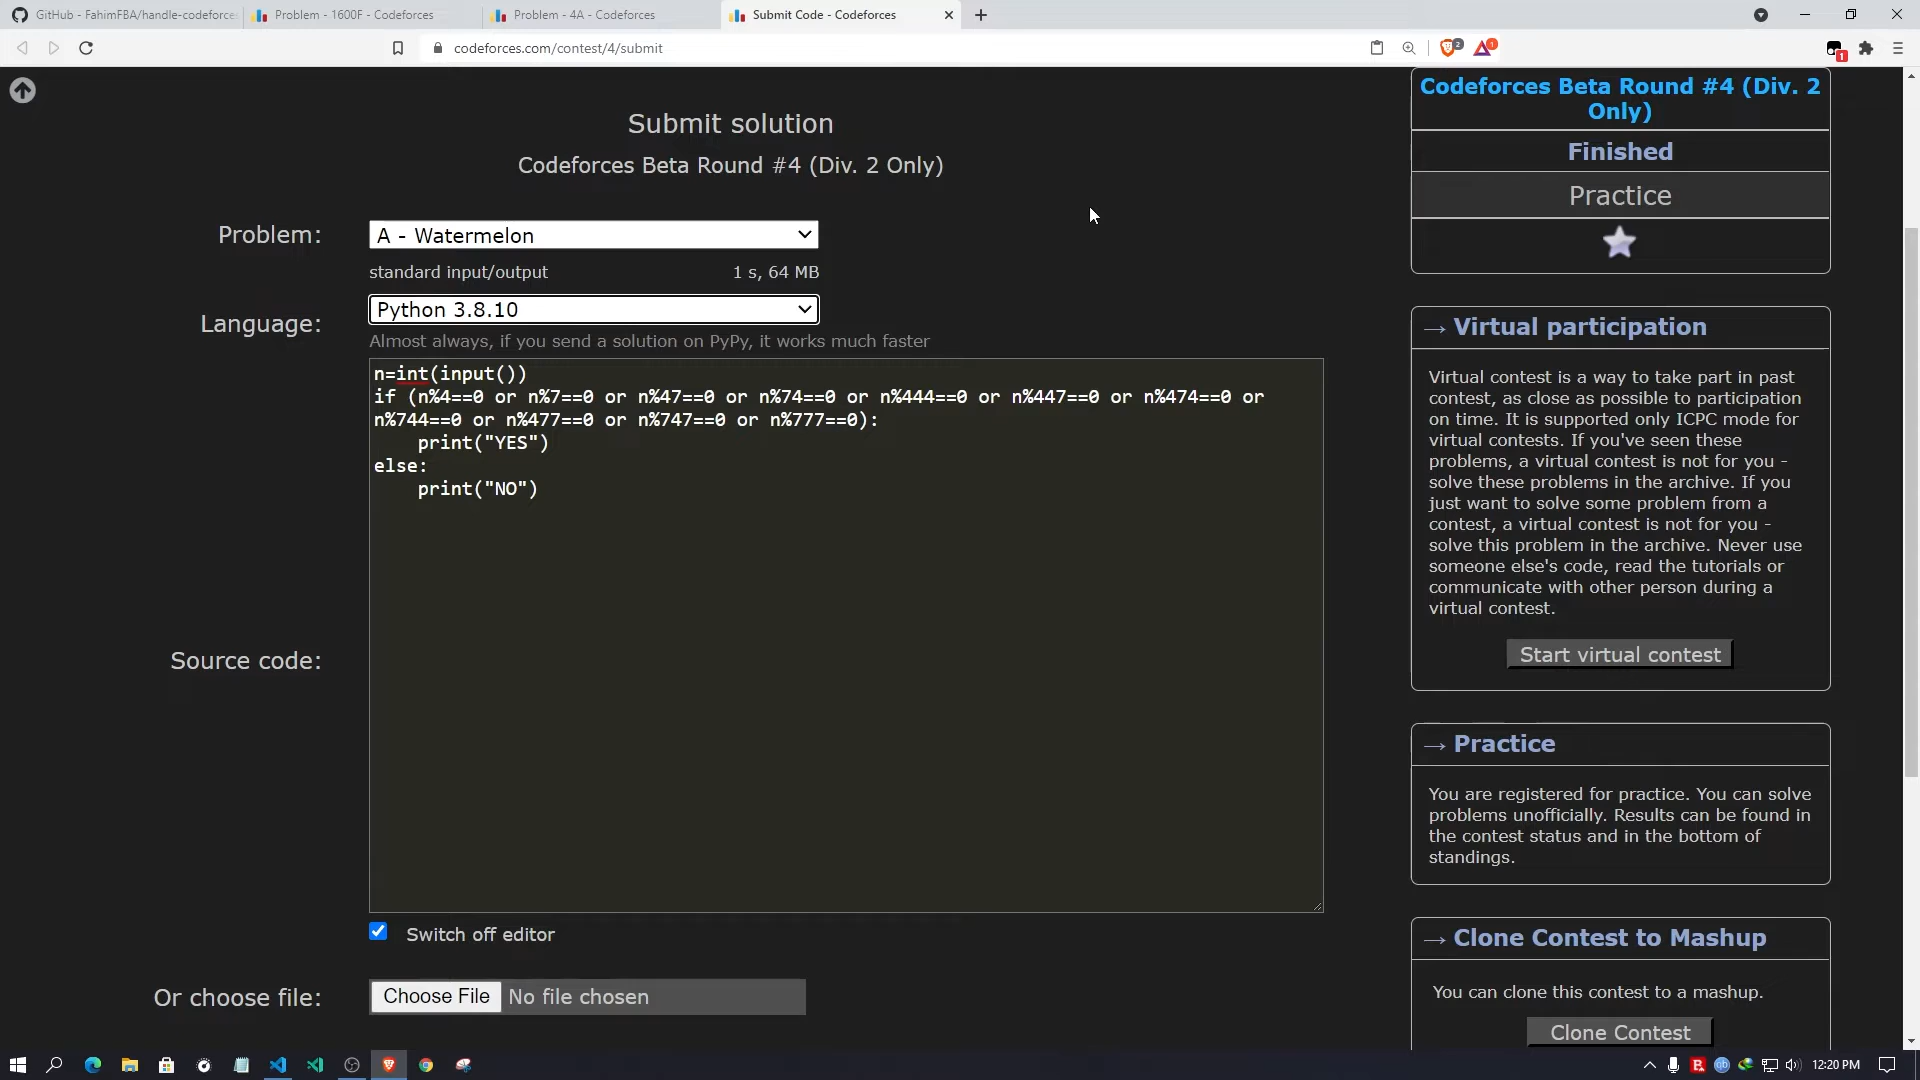 GitHub - FahimFBA/handle-codeforces
Problem - 1600F - Codeforces
Problem - 4A - Codeforces
Submit Code - Codeforces
codeforces.com/contest/4/submit
2
1
1
Submit solution
Codeforces Beta Round #4 (Div. 2 Only)
Problem:
A - Watermelon
standard input/output
1 s, 64 MB
Language:
Python 3.8.10
Almost always, if you send a solution on PyPy, it works much faster
Source code:
n=int(input())
if (n%4==0 or n%7==0 or n%47==0 or n%74==0 or n%444==0 or n%447==0 or n%474==0 or
n%744==0 or n%477==0 or n%747==0 or n%777==0):
    print("YES")
else:
    print("NO")
Switch off editor
Or choose file:
Choose File
No file chosen
Codeforces Beta Round #4 (Div. 2
Only)
Finished
Practice
→ Virtual participation
Virtual contest is a way to take part in past
contest, as close as possible to participation
on time. It is supported only ICPC mode for
virtual contests. If you've seen these
problems, a virtual contest is not for you -
solve these problems in the archive. If you
just want to solve some problem from a
contest, a virtual contest is not for you -
solve this problem in the archive. Never use
someone else's code, read the tutorials or
communicate with other person during a
virtual contest.
Start virtual contest
→ Practice
You are registered for practice. You can solve
problems unofficially. Results can be found in
the contest status and in the bottom of
standings.
→ Clone Contest to Mashup
You can clone this contest to a mashup.
Clone Contest
12:20 PM